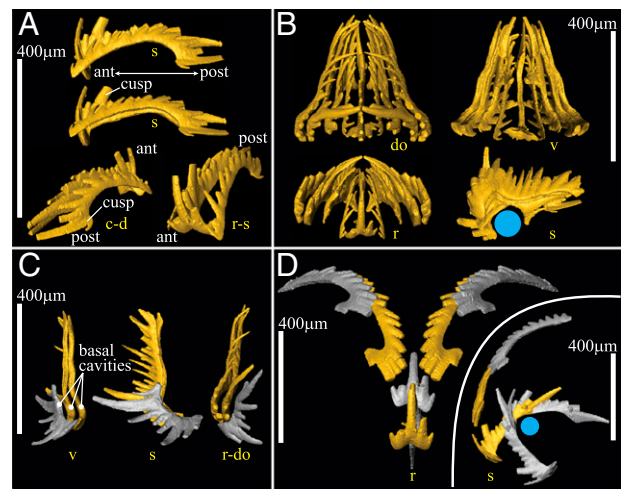 A
400µm
s
ant post
cusp
s
ant
post
cusp
c-d
r-s
post
ant
B
400µm
do
v
r
s
C
400µm
basal
cavities
v
s
r-do
D
400µm
400µm
r
s